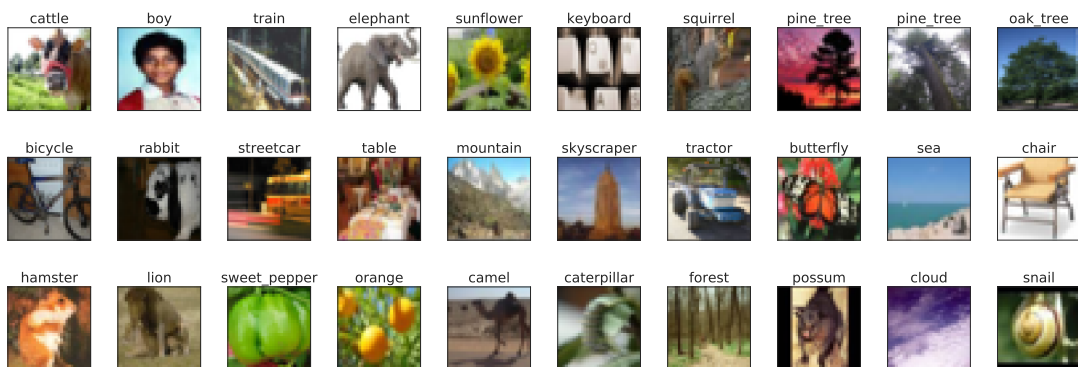 cattle boy train elephant sunflower keyboard squirrel pine_tree pine_tree oak_tree
bicycle rabbit streetcar table mountain skyscraper tractor butterfly sea chair
hamster lion sweet_pepper orange camel caterpillar forest possum cloud snail